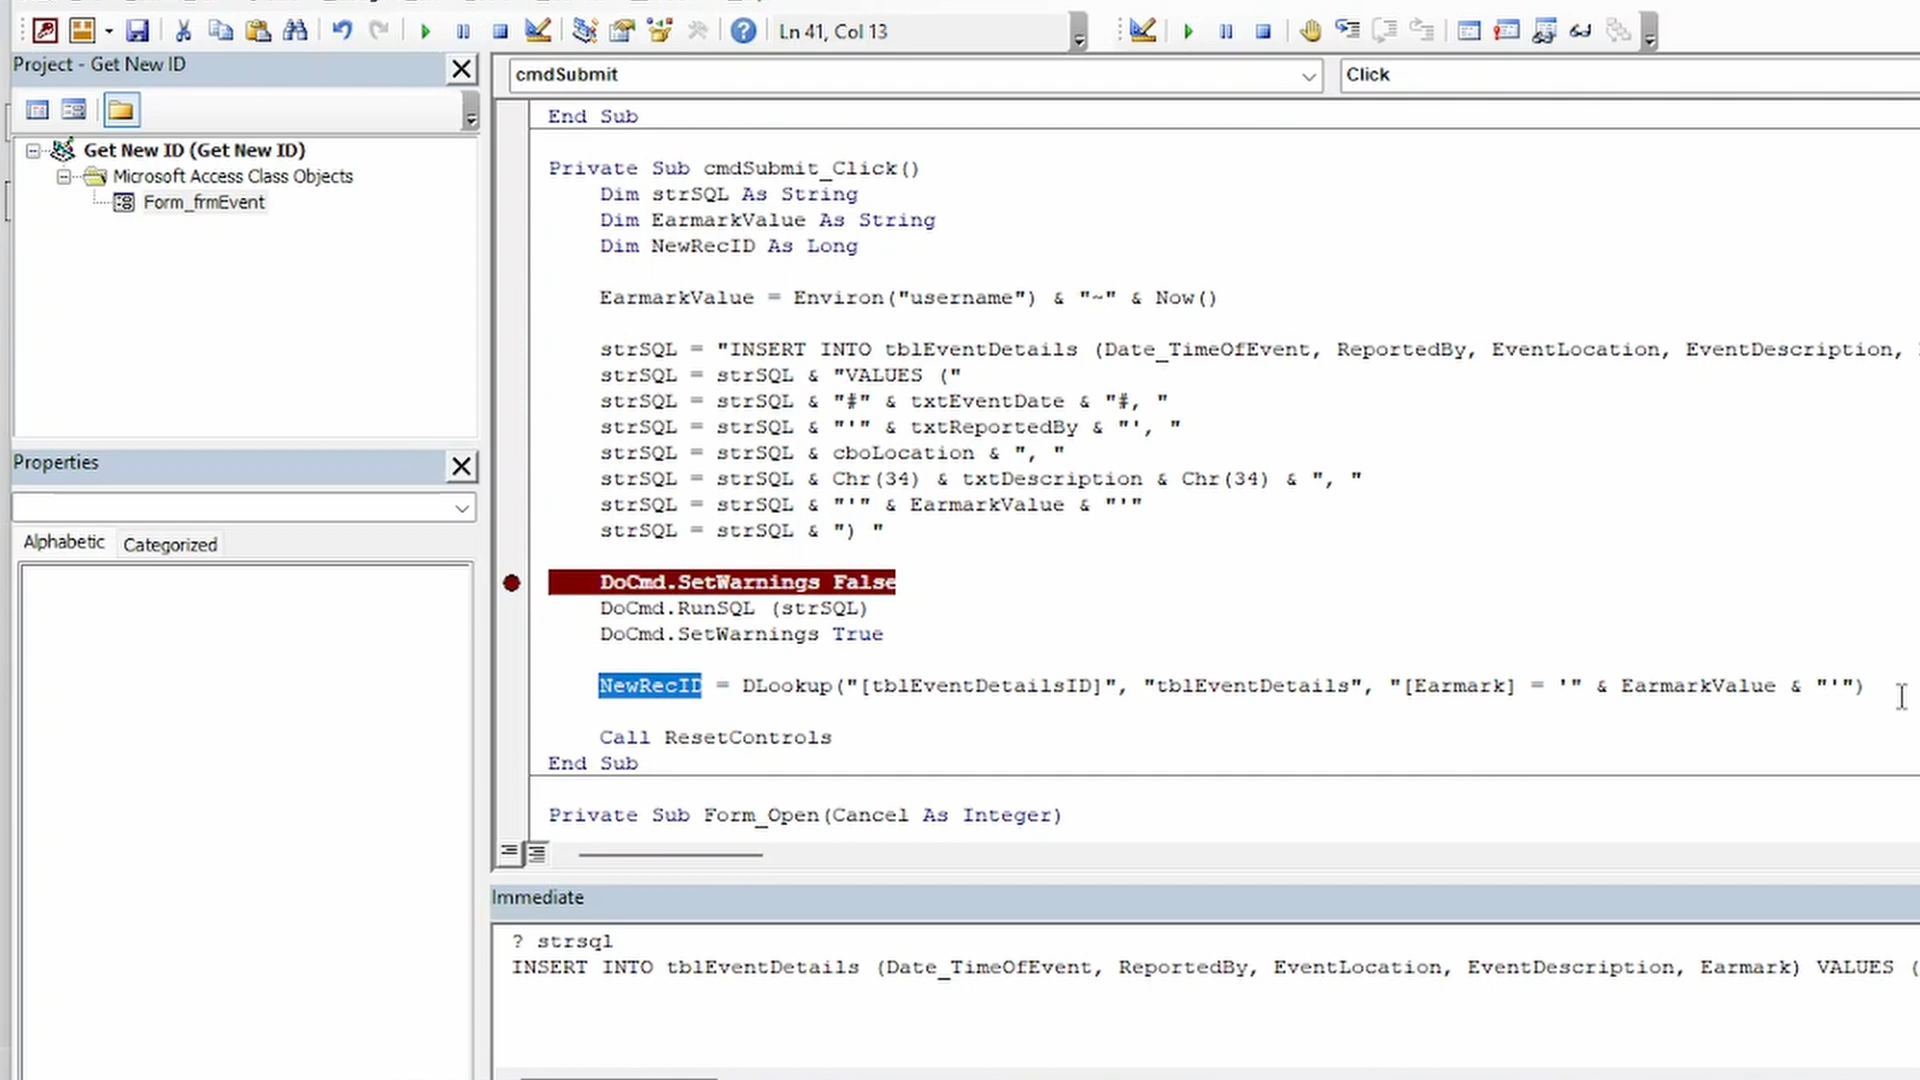 Ln 41, Col 13
Project - Get New ID
Get New ID (Get New ID)
Microsoft Access Class Objects
Form_frmEvent
Properties
Alphabetic
Categorized
cmdSubmit
Click
End Sub
Private Sub cmdSubmit_Click()
Dim strSQL As String
Dim EarmarkValue As String
Dim NewRecID As Long
EarmarkValue = Environ("username") & "~" & Now()
strSQL = "INSERT INTO tblEventDetails (Date_TimeOfEvent, ReportedBy, EventLocation, EventDescription,
strSQL = strSQL & "VALUES ("
strSQL = strSQL & "#" & txtEventDate & "#, "
strSQL = strSQL & "'" & txtReportedBy & "', "
strSQL = strSQL & cboLocation & ", "
strSQL = strSQL & Chr(34) & txtDescription & Chr(34) & ", "
strSQL = strSQL & "'" & EarmarkValue & "'"
strSQL = strSQL & ") "
DoCmd.SetWarnings False
DoCmd.RunSQL (strSQL)
DoCmd.SetWarnings True
NewRecID = DLookup("[tblEventDetailsID]", "tblEventDetails", "[Earmark] = '" & EarmarkValue & "'")
Call ResetControls
End Sub
Private Sub Form_Open(Cancel As Integer)
Immediate
? strsql
INSERT INTO tblEventDetails (Date_TimeOfEvent, ReportedBy, EventLocation, EventDescription, Earmark) VALUES (